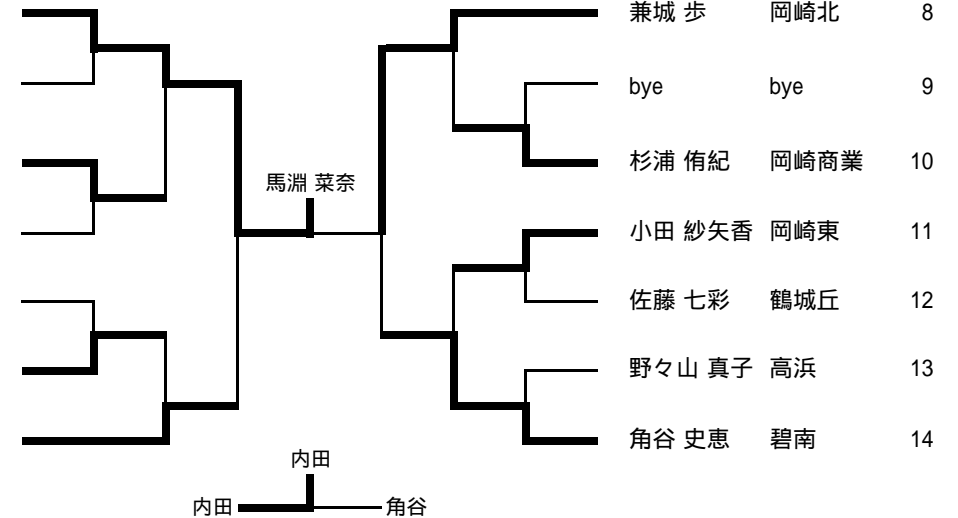 兼城 歩 岡崎北 8
bye bye 9
杉浦 侑紀 岡崎商業 10
馬淵 菜奈
小田 紗矢香 岡崎東 11
佐藤 七彩 鶴城丘 12
野々山 真子 高浜 13
角谷 史恵 碧南 14
内田
内田 角谷